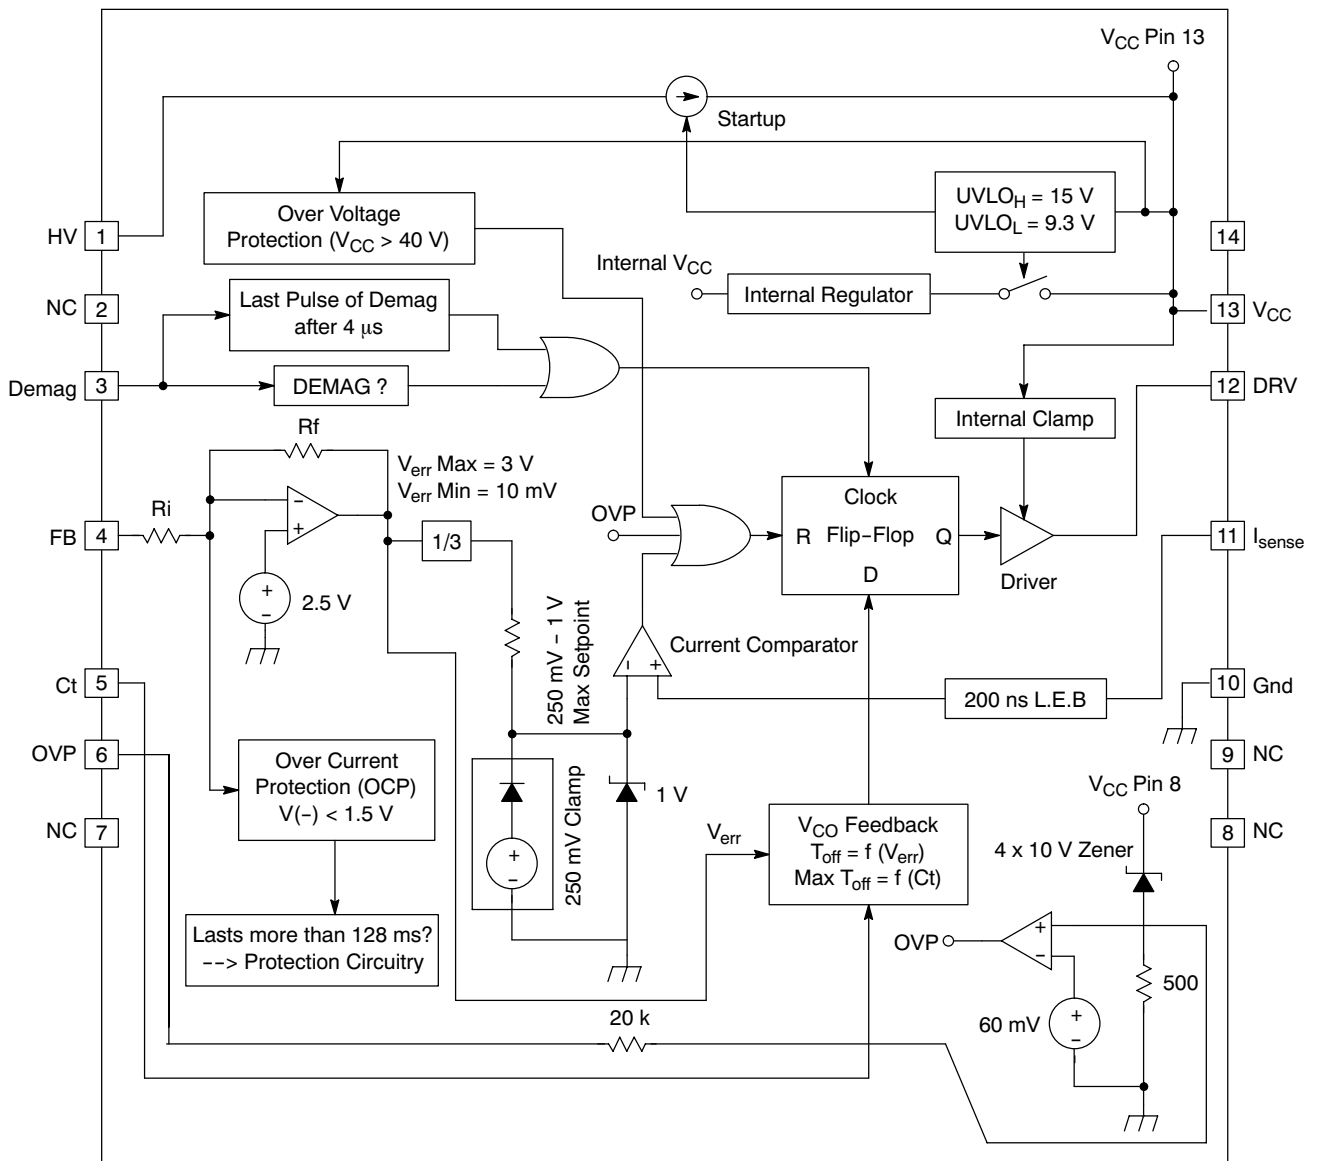 V_CC Pin 13
Startup
UVLO_H = 15 V
UVLO_L = 9.3 V
Over Voltage
Protection (V_CC > 40 V)
HV
1
14
Internal V_CC
Internal Regulator
NC
2
Last Pulse of Demag
after 4 μs
13
V_CC
Demag
3
DEMAG ?
12
DRV
Internal Clamp
Rf
V_err Max = 3 V
V_err Min = 10 mV
Ri
FB
4
−
+
1/3
OVP
Clock
R
Flip−Flop
Q
D
Driver
11
I_sense
+
−
2.5 V
250 mV − 1 V
Max Setpoint
Current Comparator
−
+
Ct
5
200 ns L.E.B
10
Gnd
OVP
6
Over Current
Protection (OCP)
V(−) < 1.5 V
9
NC
250 mV Clamp
1 V
V_CC Pin 8
NC
7
V_err
V_CO Feedback
T_off = f (V_err)
Max T_off = f (Ct)
8
NC
4 x 10 V Zener
+
−
Lasts more than 128 ms?
−−> Protection Circuitry
OVP
+
−
500
20 k
60 mV
+
−